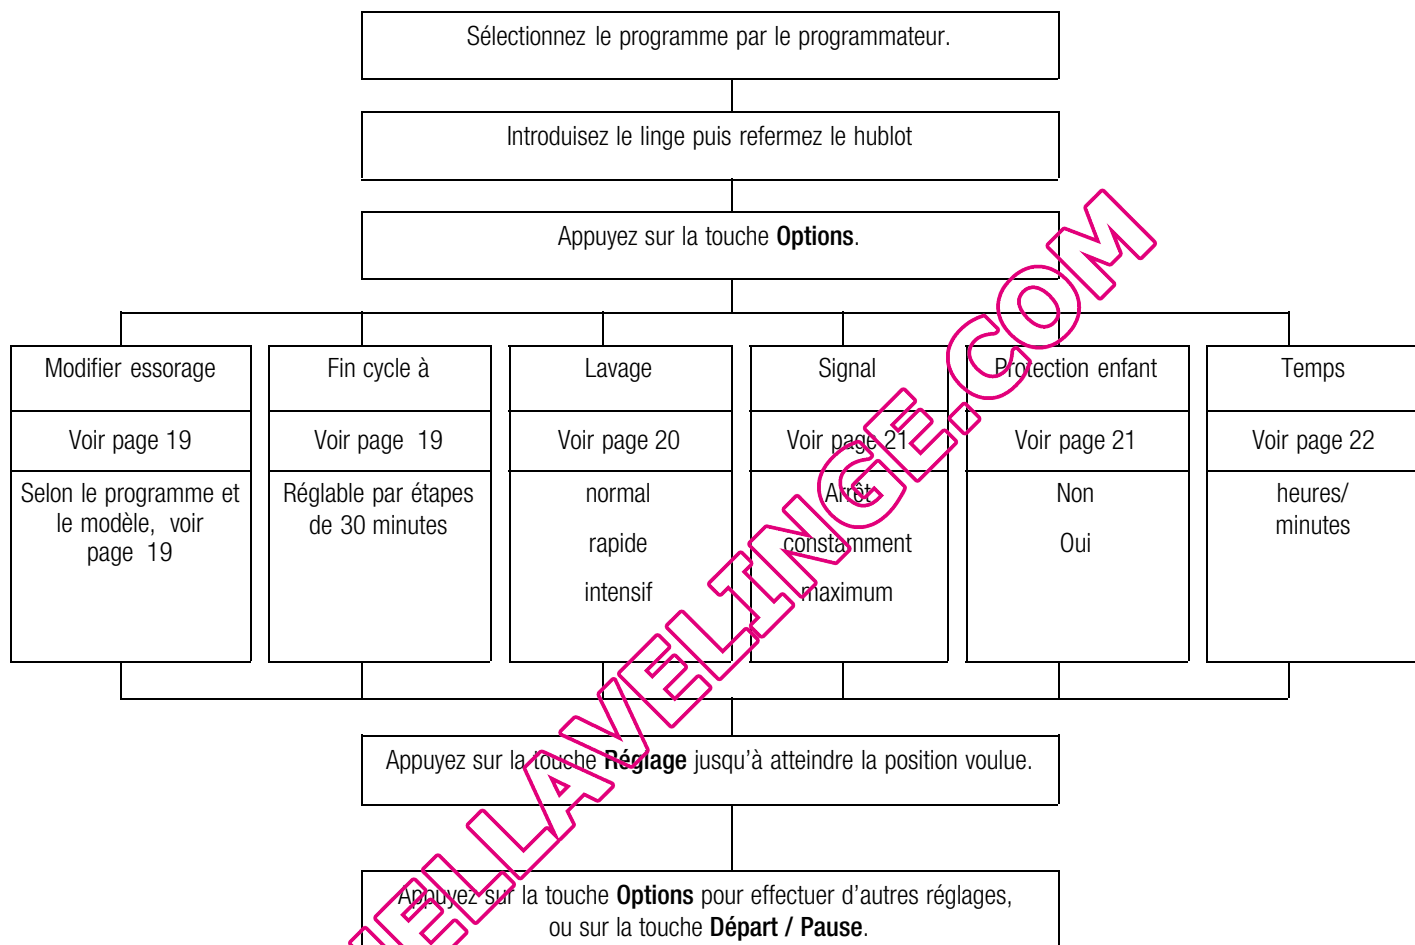 Sélectionnez le programme par le programmateur.
Introduisez le linge puis refermez le hublot
Appuyez sur la touche Options.
Modifier essorage
Fin cycle à
Lavage
Signal
Protection enfant
Temps
Voir page 19
Voir page 19
Voir page 20
Voir page 21
Voir page 21
Voir page 22
Selon le programme et
le modèle, voir
page 19
Réglable par étapes
de 30 minutes
normal
rapide
intensif
Arrêt
constamment
maximum
Non
Oui
heures/
minutes
Appuyez sur la touche Réglage jusqu'à atteindre la position voulue.
Appuyez sur la touche Options pour effectuer d'autres réglages,
ou sur la touche Départ / Pause.
ELLAVELINGE.COM